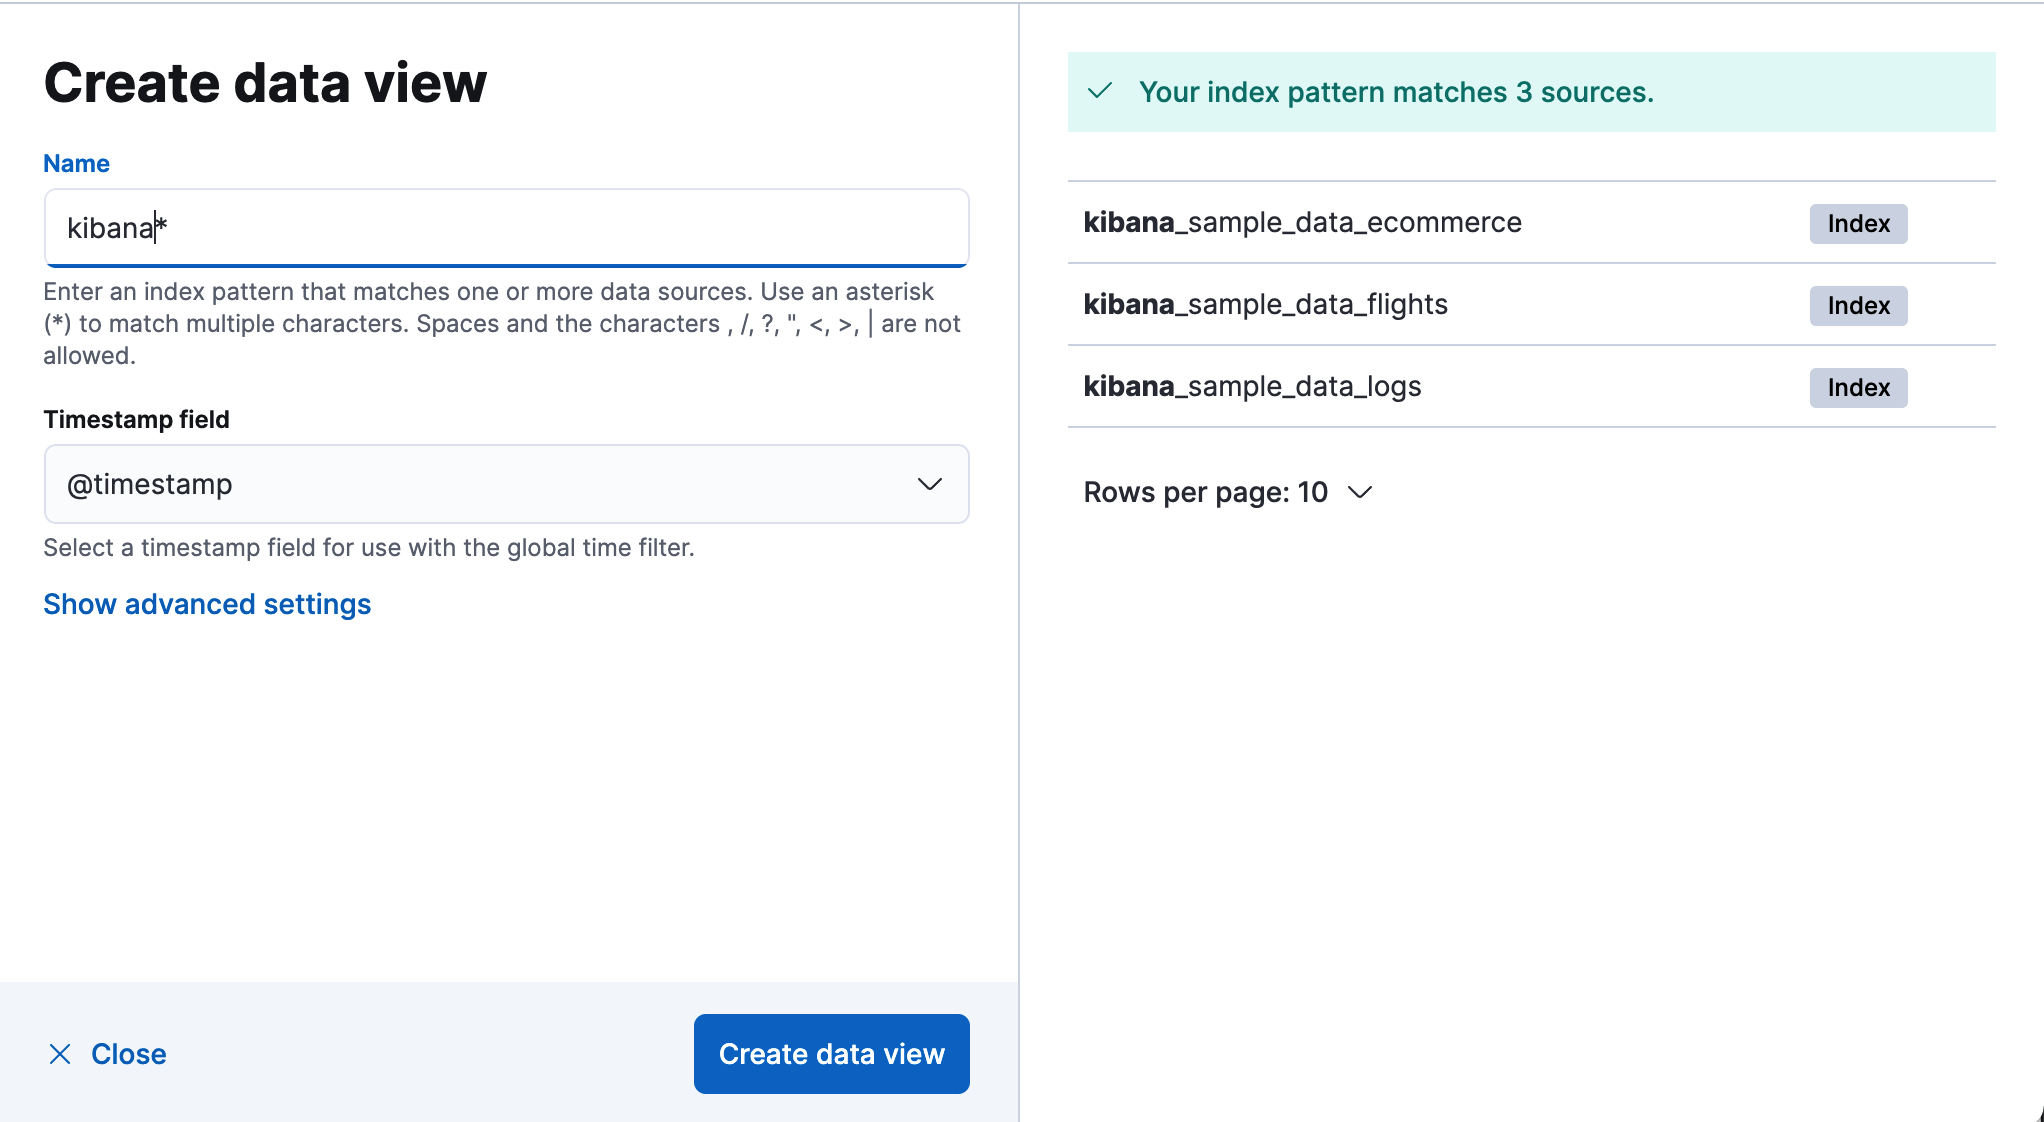 Create data view
Name
kibana*
Enter an index pattern that matches one or more data sources. Use an asterisk
(*) to match multiple characters. Spaces and the characters , /, ?, ", <, >, | are not
allowed.
Timestamp field
@timestamp
Select a timestamp field for use with the global time filter.
Show advanced settings
Close
Create data view
Your index pattern matches 3 sources.
kibana_sample_data_ecommerce Index
kibana_sample_data_flights Index
kibana_sample_data_logs Index
Rows per page: 10